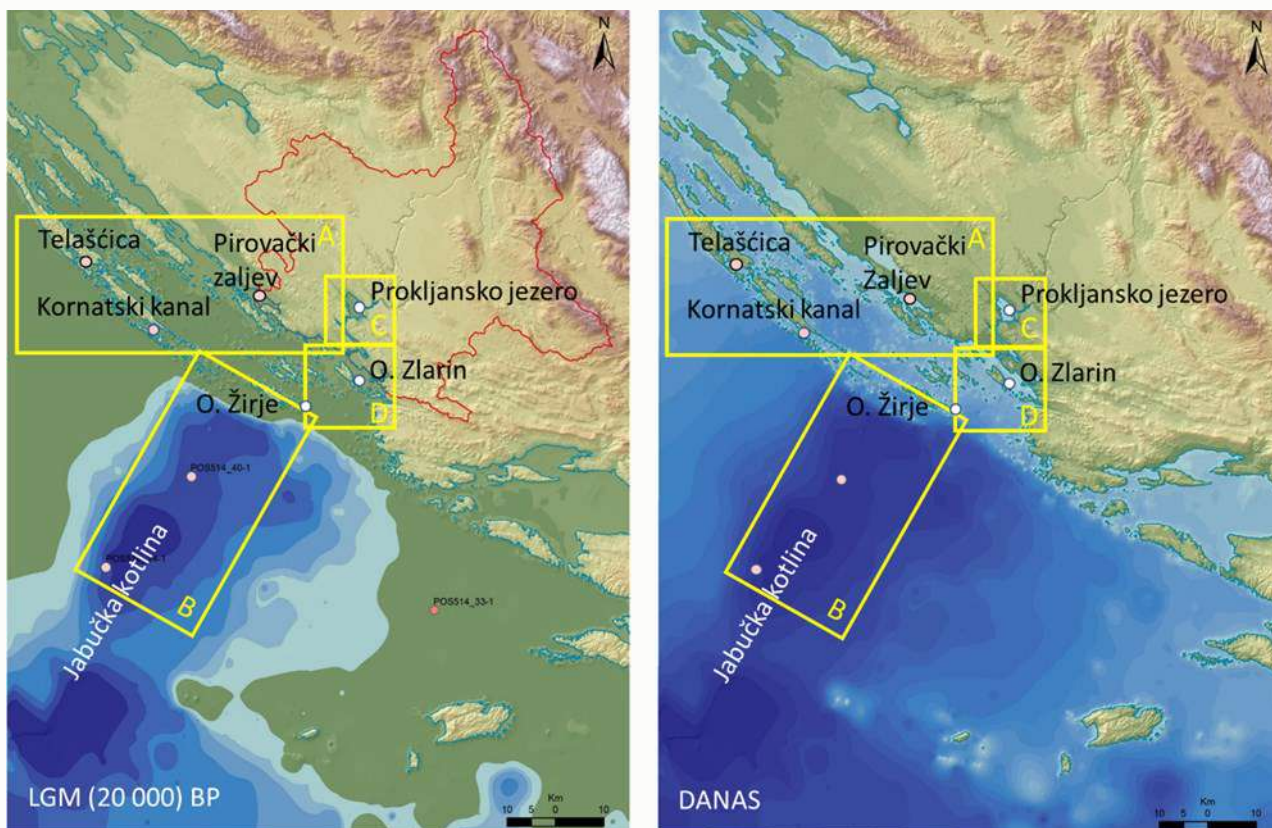 N
A
Telašćica
Pirovački
zaljev
Kornatski kanal
Prokljansko jezero
C
O. Zlarin
O. Žirje
D
POS514_40-1
Jabučka kotlina
B
POS514_33-1
LGM (20 000) BP
Km
10 5 0 10
N
A
Telašćica
Pirovački
Zaljev
Kornatski kanal
Prokljansko jezero
C
O. Zlarin
O. Žirje
D
Jabučka kotlina
B
DANAS
Km
10 5 0 10